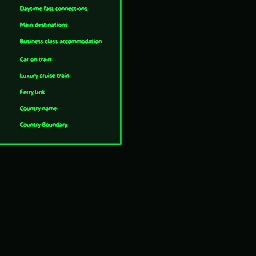 Daytime fast connections
Main destinations
Business class accommodation
Car on train
Luxury cruise train
Ferry link
Country name
Country Boundary